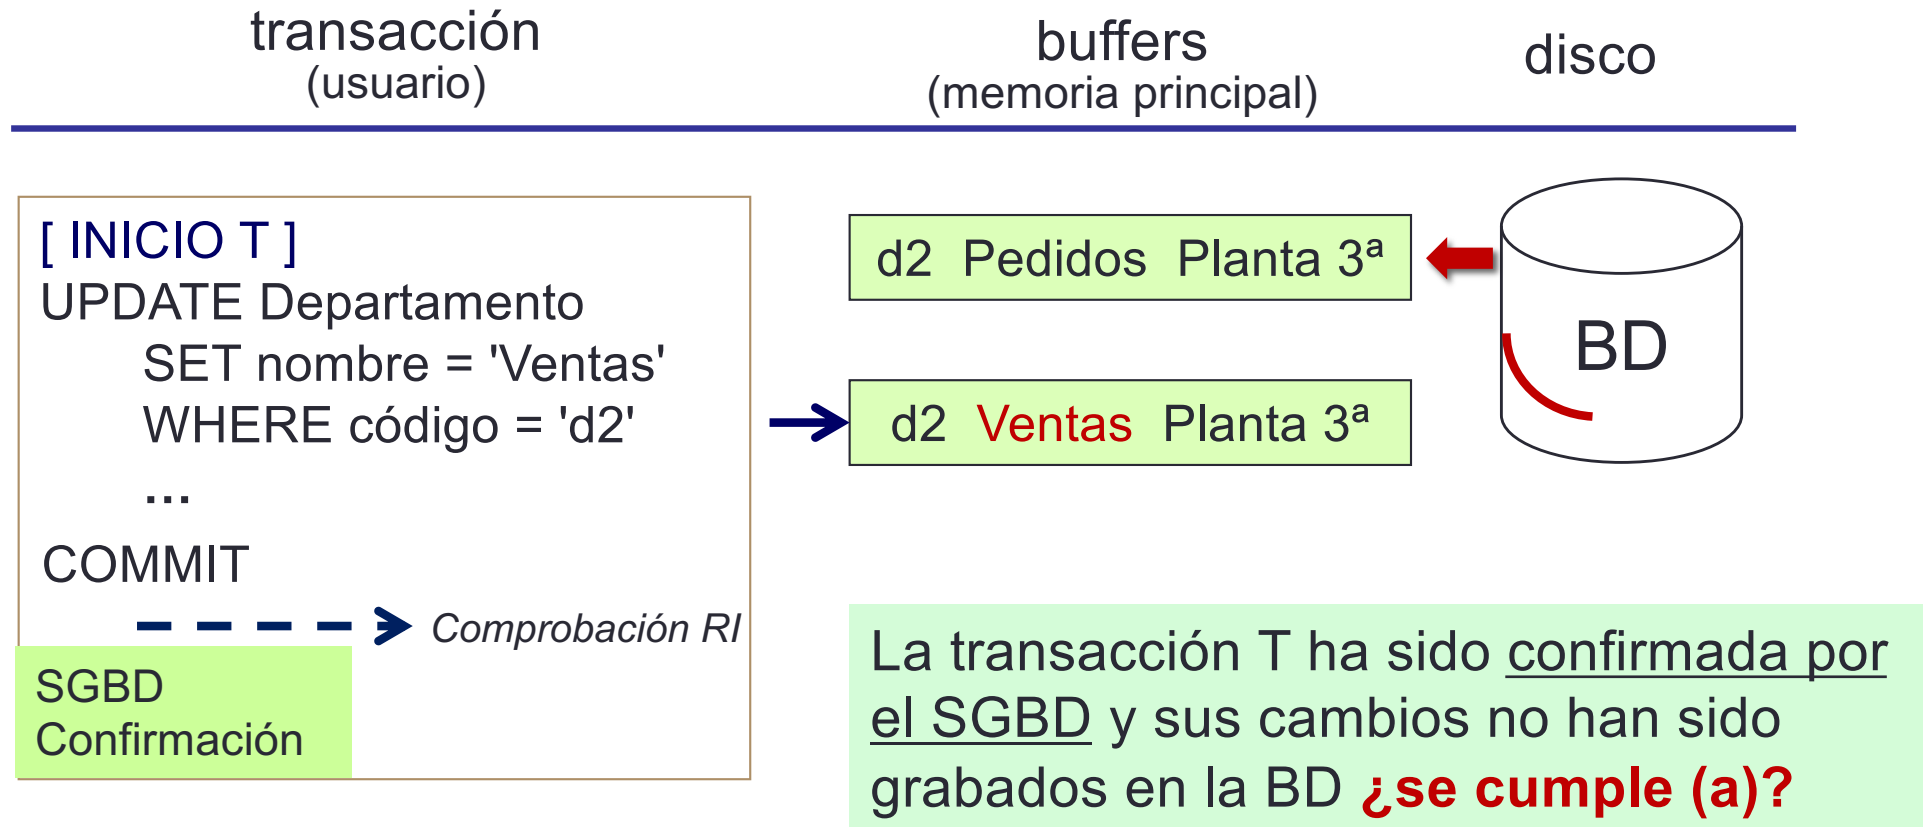 transacción
(usuario)
buffers
(memoria principal)
disco
[ INICIO T ]
UPDATE Departamento
SET nombre = 'Ventas'
WHERE código = 'd2'
...
COMMIT
Comprobación RI
SGBD
Confirmación
d2 Pedidos Planta 3ª
d2 Ventas Planta 3ª
BD
La transacción T ha sido confirmada por
el SGBD y sus cambios no han sido
grabados en la BD ¿se cumple (a)?